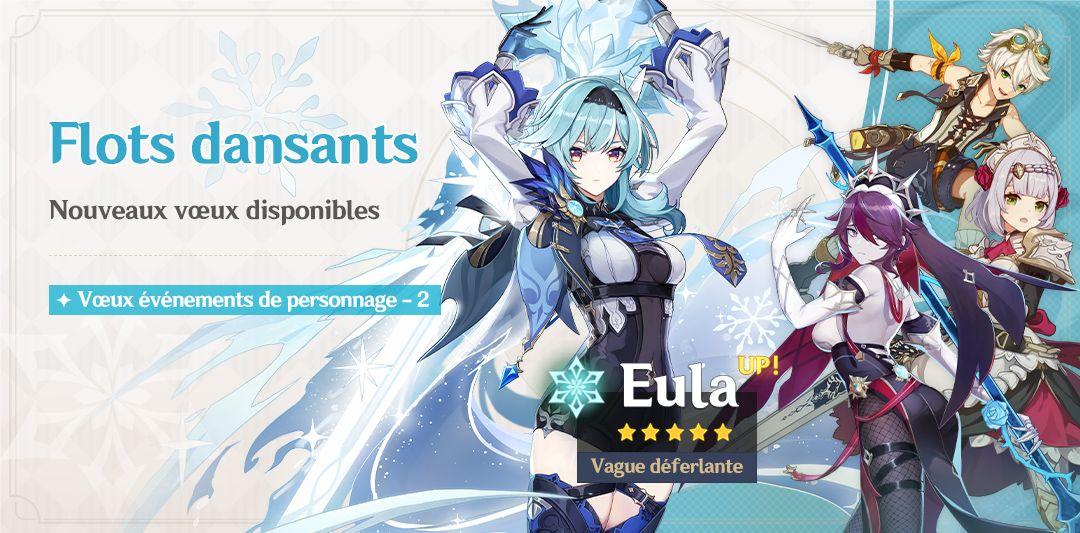 Flots dansants
Nouveaux vœux disponibles
Vœux événements de personnage – 2
UP!
Eula
Vague déferlante